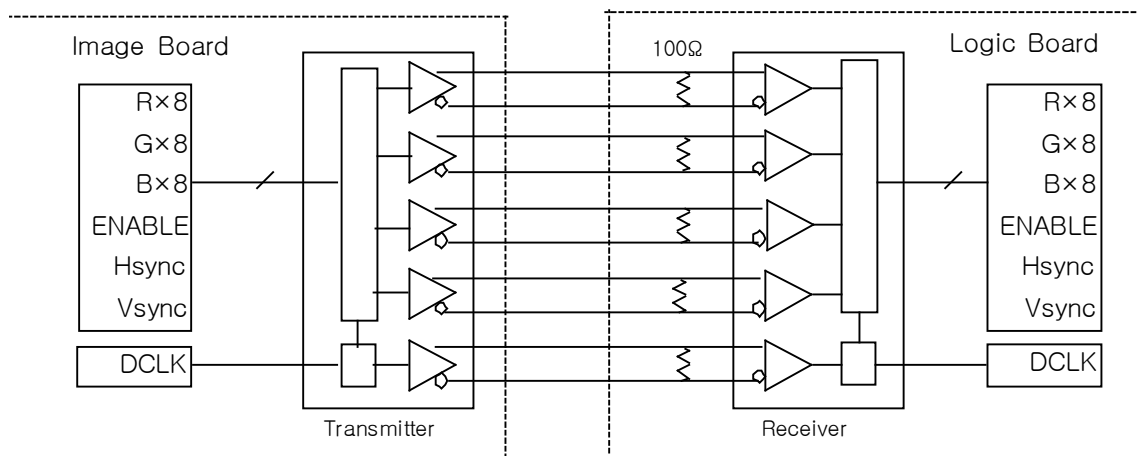 Image Board
100Ω
Logic Board
R×8
G×8
B×8
ENABLE
Hsync
Vsync
DCLK
R×8
G×8
B×8
ENABLE
Hsync
Vsync
DCLK
Transmitter
Receiver